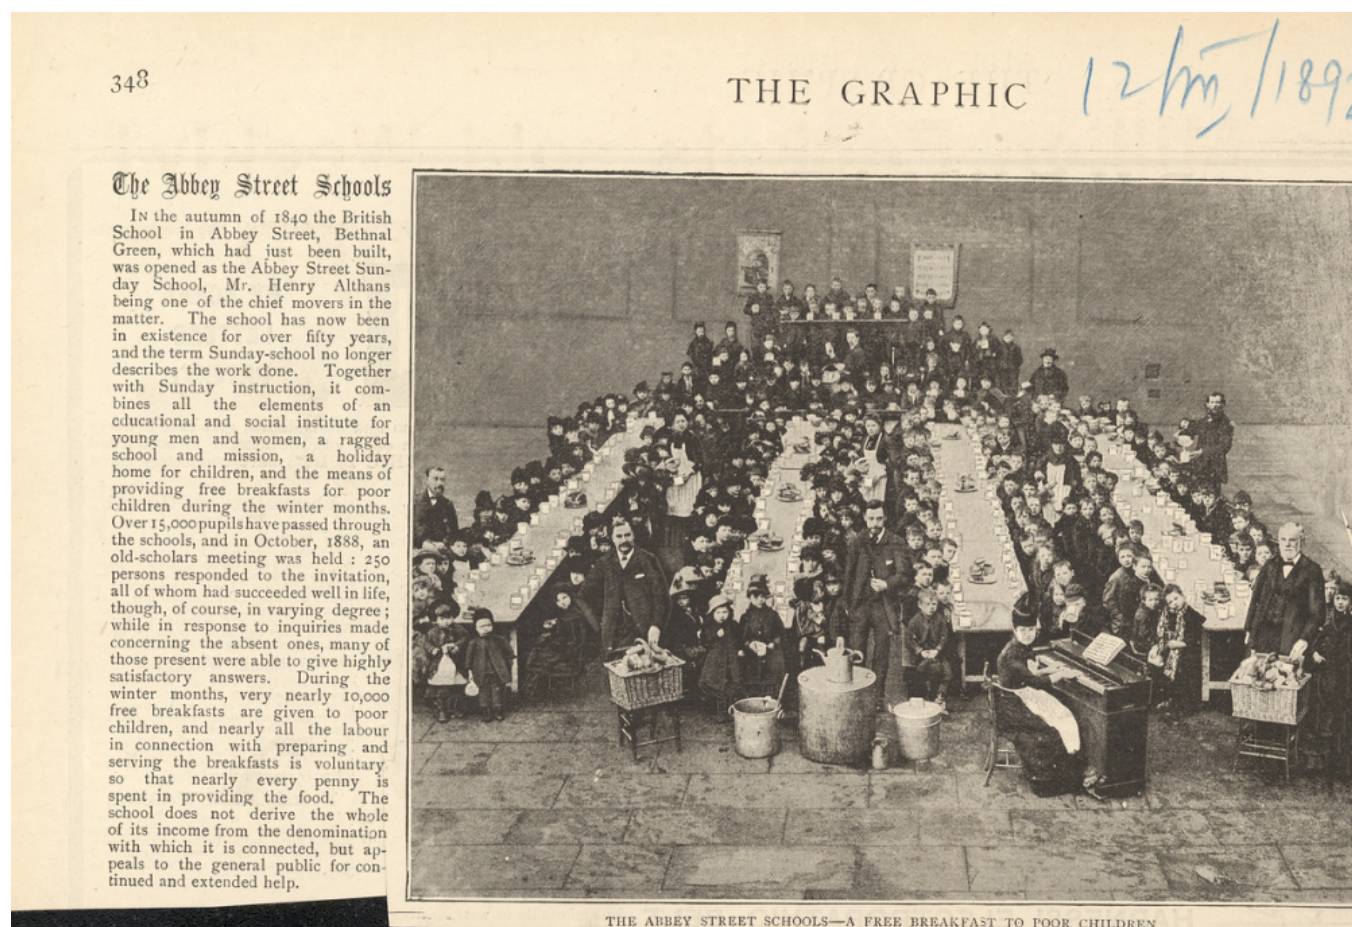 348
THE GRAPHIC
12/III/1892
The Abbey Street Schools
IN the autumn of 1840 the British
School in Abbey Street, Bethnal
Green, which had just been built,
was opened as the Abbey Street Sun-
day School, Mr. Henry Althans
being one of the chief movers in the
matter. The school has now been
in existence for over fifty years,
and the term Sunday-school no longer
describes the work done. Together
with Sunday instruction, it com-
bines all the elements of an
educational and social institute for
young men and women, a ragged
school and mission, a holiday
home for children, and the means of
providing free breakfasts for poor
children during the winter months.
Over 15,000 pupils have passed through
the schools, and in October, 1888, an
old-scholars meeting was held : 250
persons responded to the invitation,
all of whom had succeeded well in life,
though, of course, in varying degree ;
while in response to inquiries made
concerning the absent ones, many of
those present were able to give highly
satisfactory answers. During the
winter months, very nearly 10,000
free breakfasts are given to poor
children, and nearly all the labour
in connection with preparing and
serving the breakfasts is voluntary
so that nearly every penny is
spent in providing the food. The
school does not derive the whole
of its income from the denomination
with which it is connected, but ap-
peals to the general public for con-
tinued and extended help.
THE ABBEY STREET SCHOOLS—A FREE BREAKFAST TO POOR CHILDREN